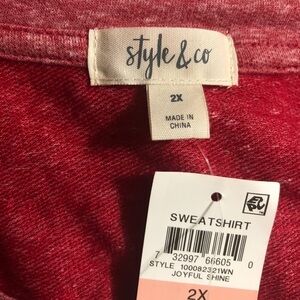 style & co
2X
MADE IN
CHINA
SWEATSHIRT
7 32997 66605 0
STYLE 100082321WN
JOYFUL SHINE
2X